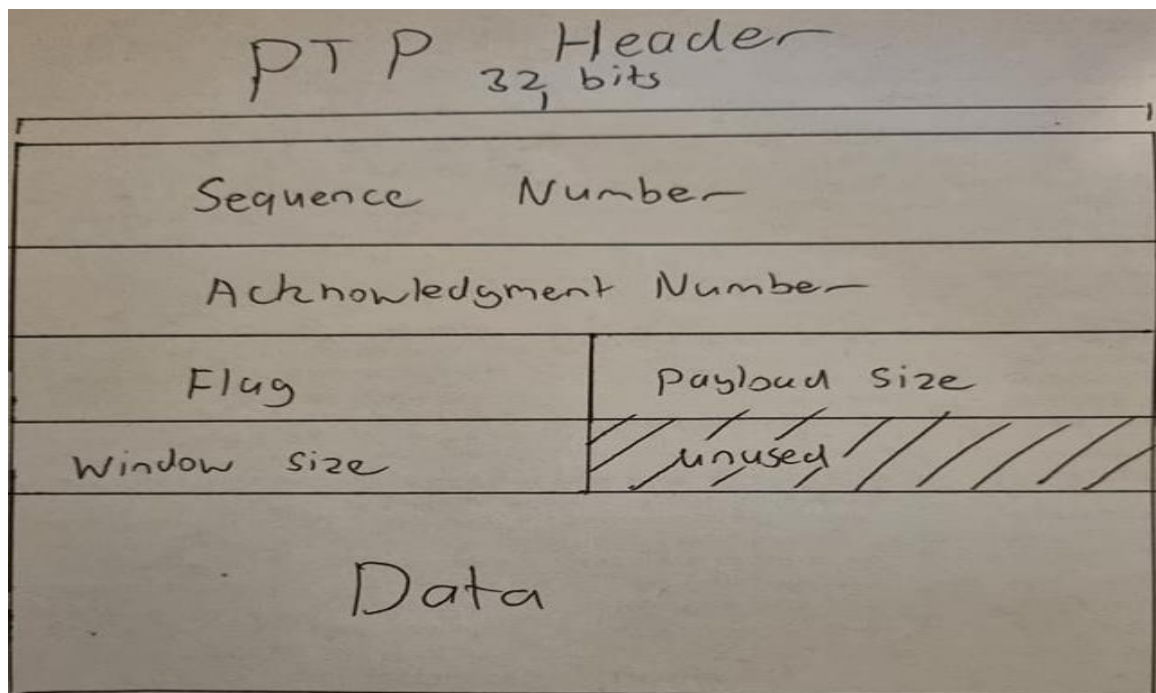 PTP Header
32 bits
Sequence Number
Acknowledgment Number
Flag Payload Size
Window size unused
Data